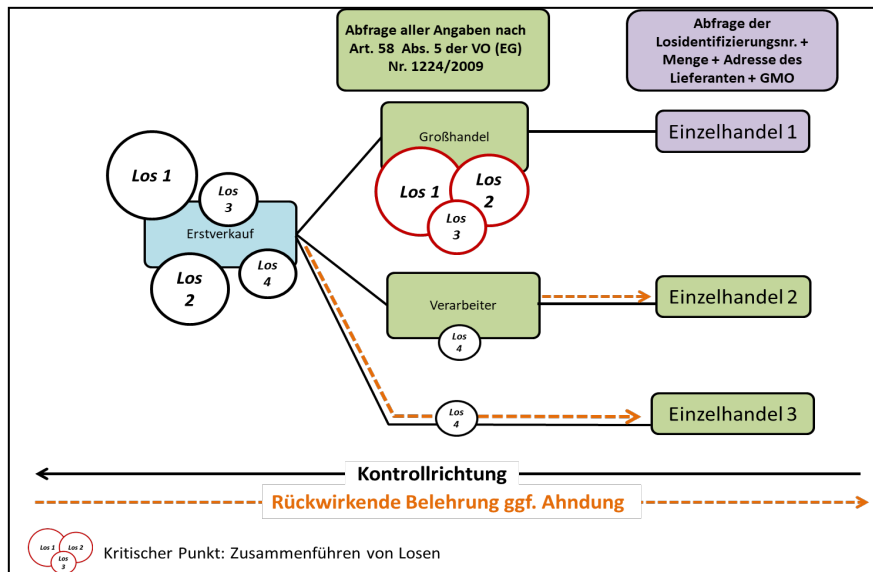 Abfrage aller Angaben nach
Art. 58 Abs. 5 der VO (EG)
Nr. 1224/2009
Abfrage der
Losidentifizierungsnr. +
Menge + Adresse des
Lieferanten + GMO
Großhandel
Einzelhandel 1
Los 1
Los
3
Los 1
Los
2
Los
3
Erstverkauf
Los
2
Los
4
Verarbeiter
Einzelhandel 2
Los
4
Los
4
Einzelhandel 3
Kontrollrichtung
Rückwirkende Belehrung ggf. Ahndung
Los 1
Los 2
Los
3
Kritischer Punkt: Zusammenführen von Losen